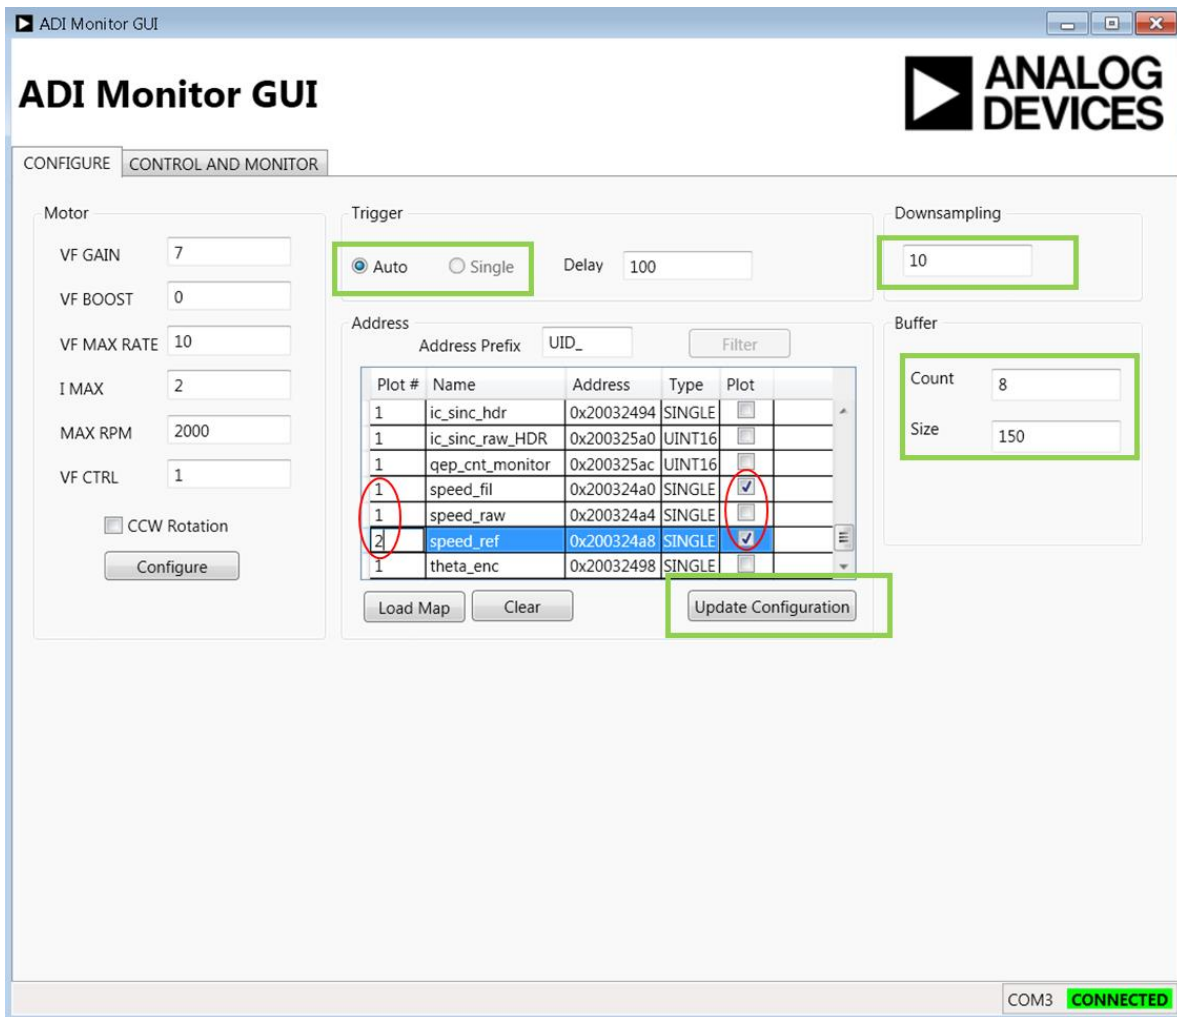 ADI Monitor GUI
ADI Monitor GUI
ANALOG
DEVICES
CONFIGURE CONTROL AND MONITOR
Motor
VF GAIN 7
VF BOOST 0
VF MAX RATE 10
I MAX 2
MAX RPM 2000
VF CTRL 1
CCW Rotation
Configure
Trigger
Auto Single Delay 100
Address
Address Prefix UID_ Filter
Plot # Name Address Type Plot
1 ic_sinc_hdr 0x20032494 SINGLE
1 ic_sinc_raw_HDR 0x200325a0 UINT16
1 qep_cnt_monitor 0x200325ac UINT16
1 speed_fil 0x200324a0 SINGLE
1 speed_raw 0x200324a4 SINGLE
2 speed_ref 0x200324a8 SINGLE
1 theta_enc 0x20032498 SINGLE
Load Map Clear Update Configuration
Downsampling
10
Buffer
Count 8
Size 150
COM3 CONNECTED